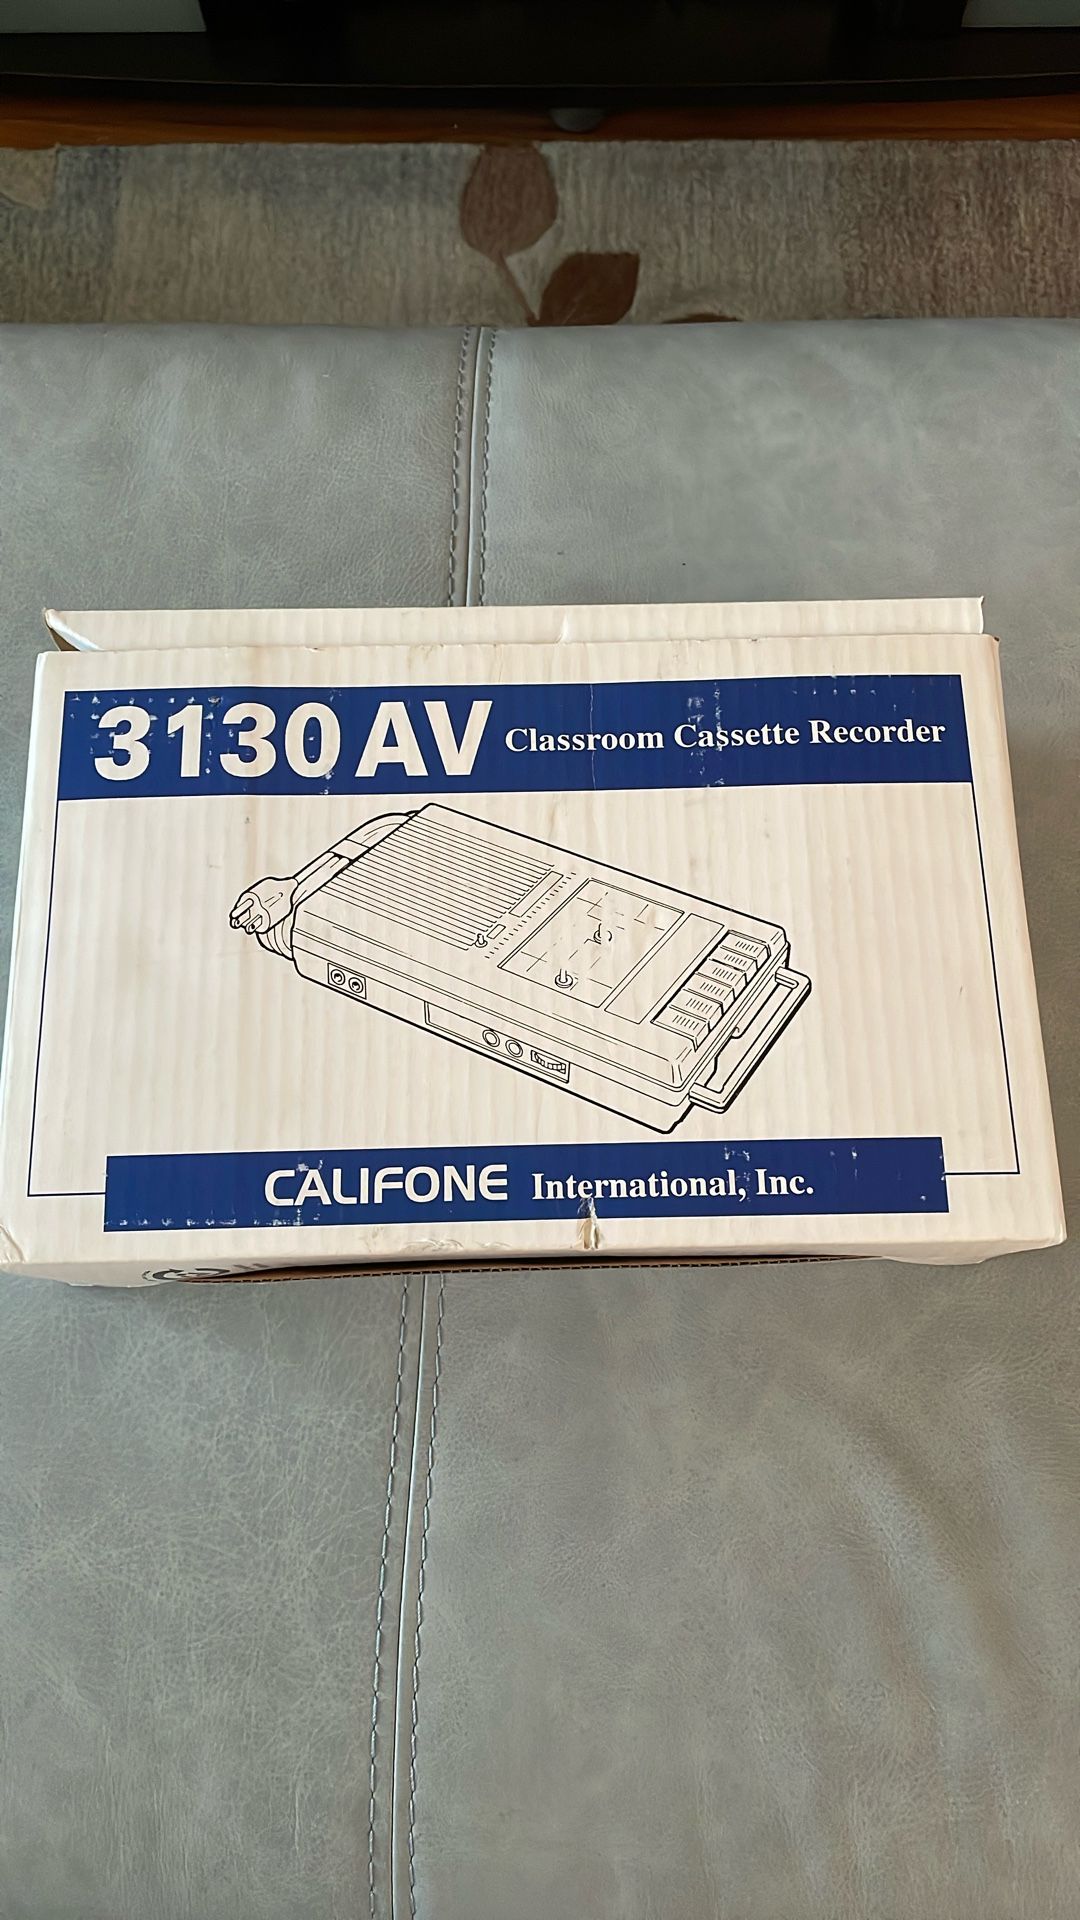 3130 AV Classroom Cassette Recorder
CALIFONE International, Inc.